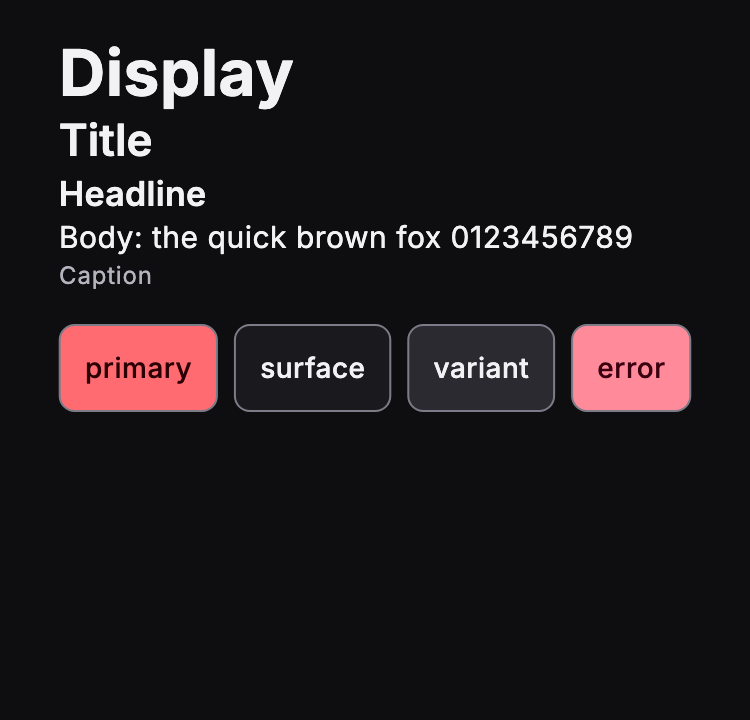 Display
Title
Headline
Body: the quick brown fox 0123456789
Caption
primary surface variant error